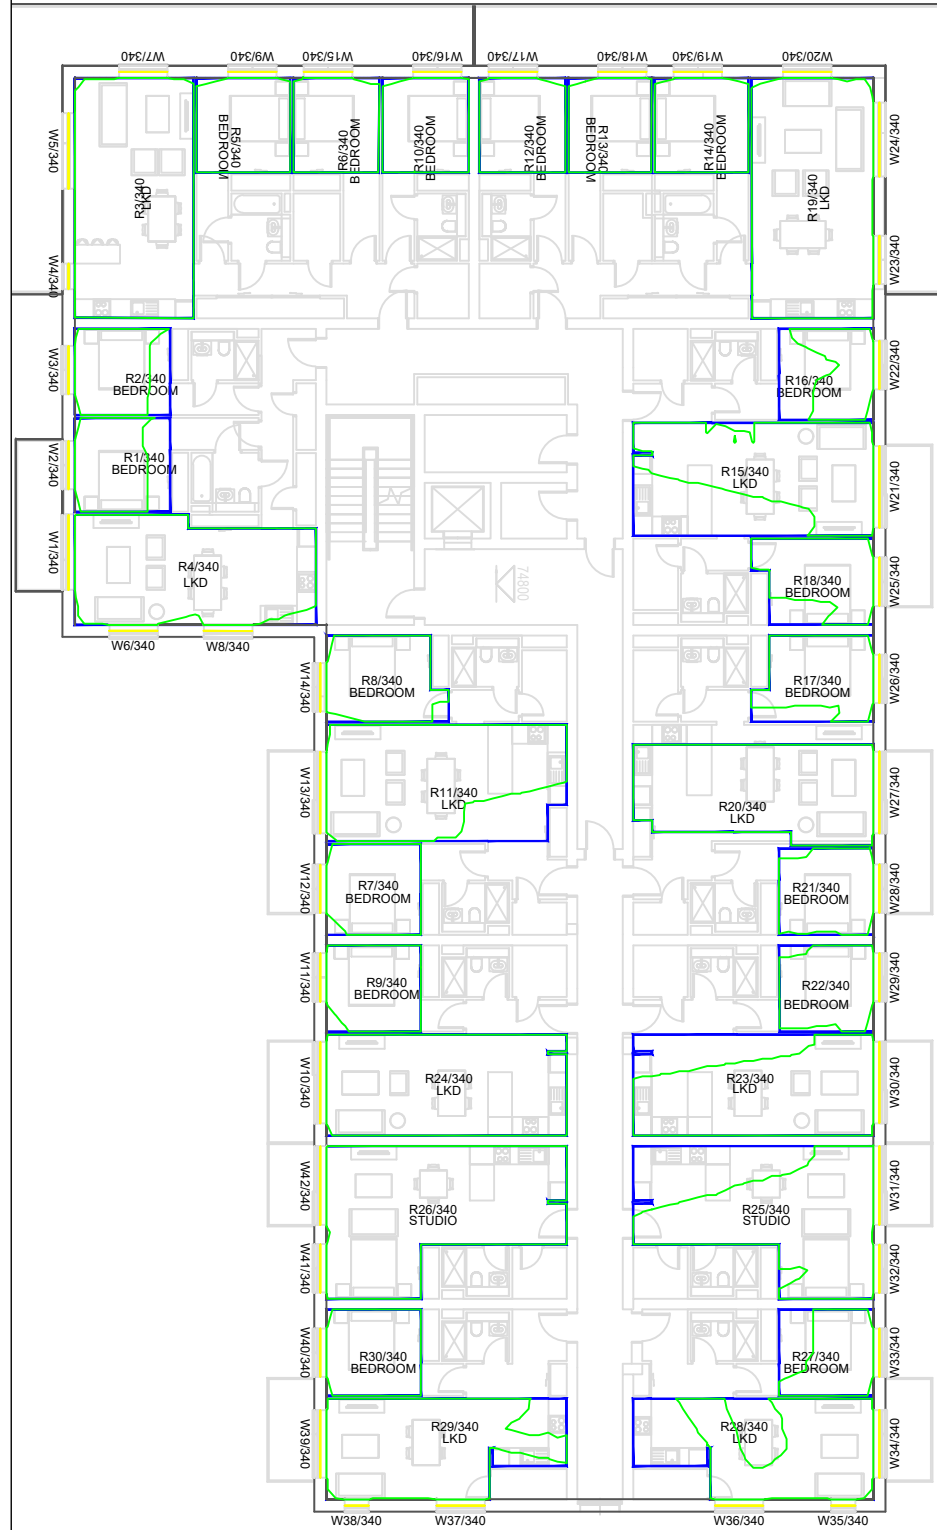 W7/340
W9/340
W15/340
W16/340
W17/340
W18/340
W19/340
W20/340
W5/340
W24/340
R5/340
BEDROOM
R6/340
BEDROOM
R10/340
BEDROOM
R12/340
BEDROOM
R13/340
BEDROOM
R14/340
BEDROOM
R3/340
LKD
R19/340
LKD
W4/340
W23/340
W3/340
R2/340
BEDROOM
R16/340
BEDROOM
W22/340
W2/340
R1/340
BEDROOM
R15/340
LKD
W21/340
W1/340
R4/340
LKD
74800
R18/340
BEDROOM
W25/340
W6/340
W8/340
W14/340
R8/340
BEDROOM
R17/340
BEDROOM
W26/340
W13/340
R11/340
LKD
R20/340
LKD
W27/340
W12/340
R7/340
BEDROOM
R21/340
BEDROOM
W28/340
W11/340
R9/340
BEDROOM
R22/340
BEDROOM
W29/340
W10/340
R24/340
LKD
R23/340
LKD
W30/340
W42/340
R26/340
STUDIO
R25/340
STUDIO
W31/340
W41/340
W32/340
W40/340
R30/340
BEDROOM
R27/340
BEDROOM
W33/340
W39/340
R29/340
LKD
R28/340
LKD
W34/340
W38/340
W37/340
W36/340
W35/340